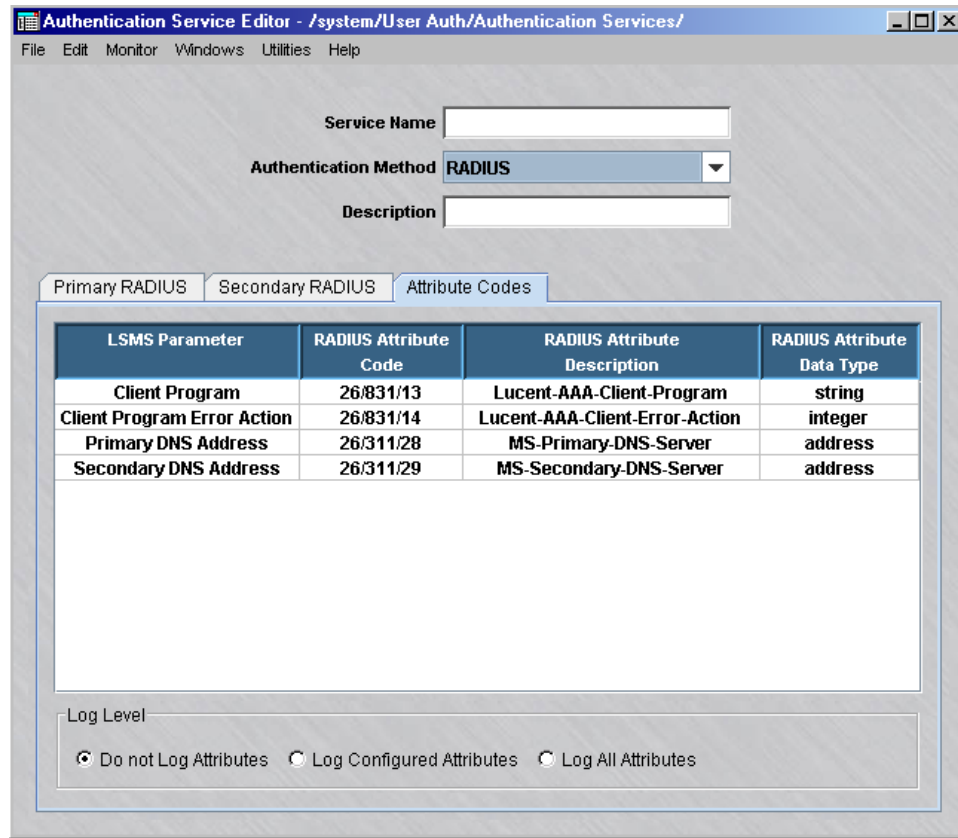 Authentication Service Editor - /system/User Auth/Authentication Services/
File Edit Monitor Windows Utilities Help
Service Name
Authentication Method RADIUS
Description
Primary RADIUS Secondary RADIUS Attribute Codes
LSMS Parameter RADIUS Attribute Code RADIUS Attribute Description RADIUS Attribute Data Type
Client Program 26/831/13 Lucent-AAA-Client-Program string
Client Program Error Action 26/831/14 Lucent-AAA-Client-Error-Action integer
Primary DNS Address 26/311/28 MS-Primary-DNS-Server address
Secondary DNS Address 26/311/29 MS-Secondary-DNS-Server address
Log Level
Do not Log Attributes Log Configured Attributes Log All Attributes